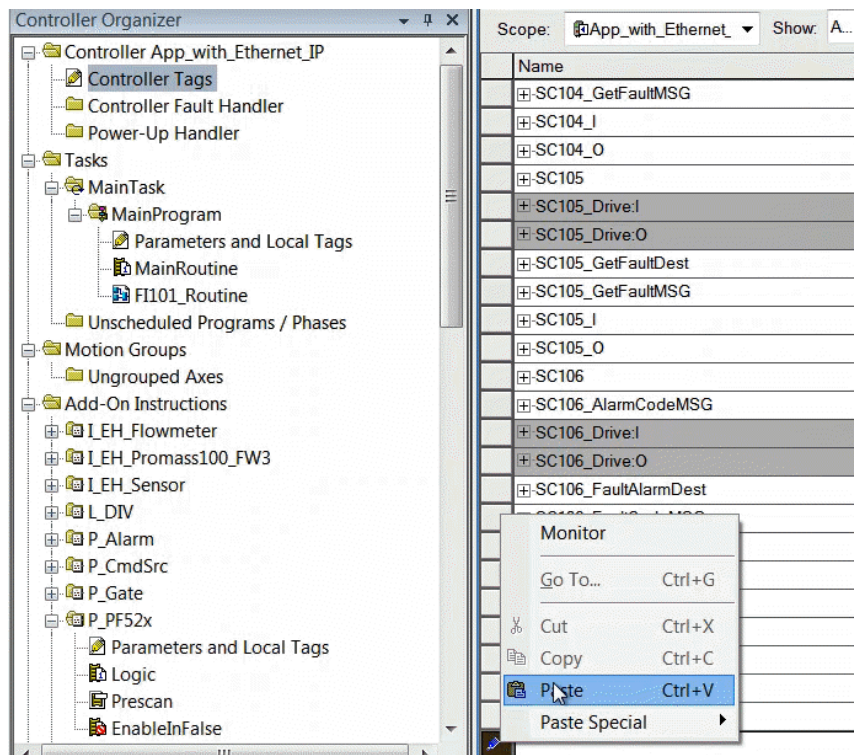 Controller Organizer
Controller App_with_Ethernet_IP
Controller Tags
Controller Fault Handler
Power-Up Handler
Tasks
MainTask
MainProgram
Parameters and Local Tags
MainRoutine
FI101_Routine
Unscheduled Programs / Phases
Motion Groups
Ungrouped Axes
Add-On Instructions
I_EH_Flowmeter
I_EH_Promass100_FW3
I_EH_Sensor
L_DIV
P_Alarm
P_CmdSrc
P_Gate
P_PF52x
Parameters and Local Tags
Logic
Prescan
EnableInFalse
Scope: App_with_Ethernet_ Show: A...
Name
SC104_GetFaultMSG
SC104_I
SC104_O
SC105
SC105_Drive:I
SC105_Drive:O
SC105_GetFaultDest
SC105_GetFaultMSG
SC105_I
SC105_O
SC106
SC106_AlarmCodeMSG
SC106_Drive:I
SC106_Drive:O
SC106_FaultAlarmDest
Monitor
Go To... Ctrl+G
Cut Ctrl+X
Copy Ctrl+C
Paste Ctrl+V
Paste Special